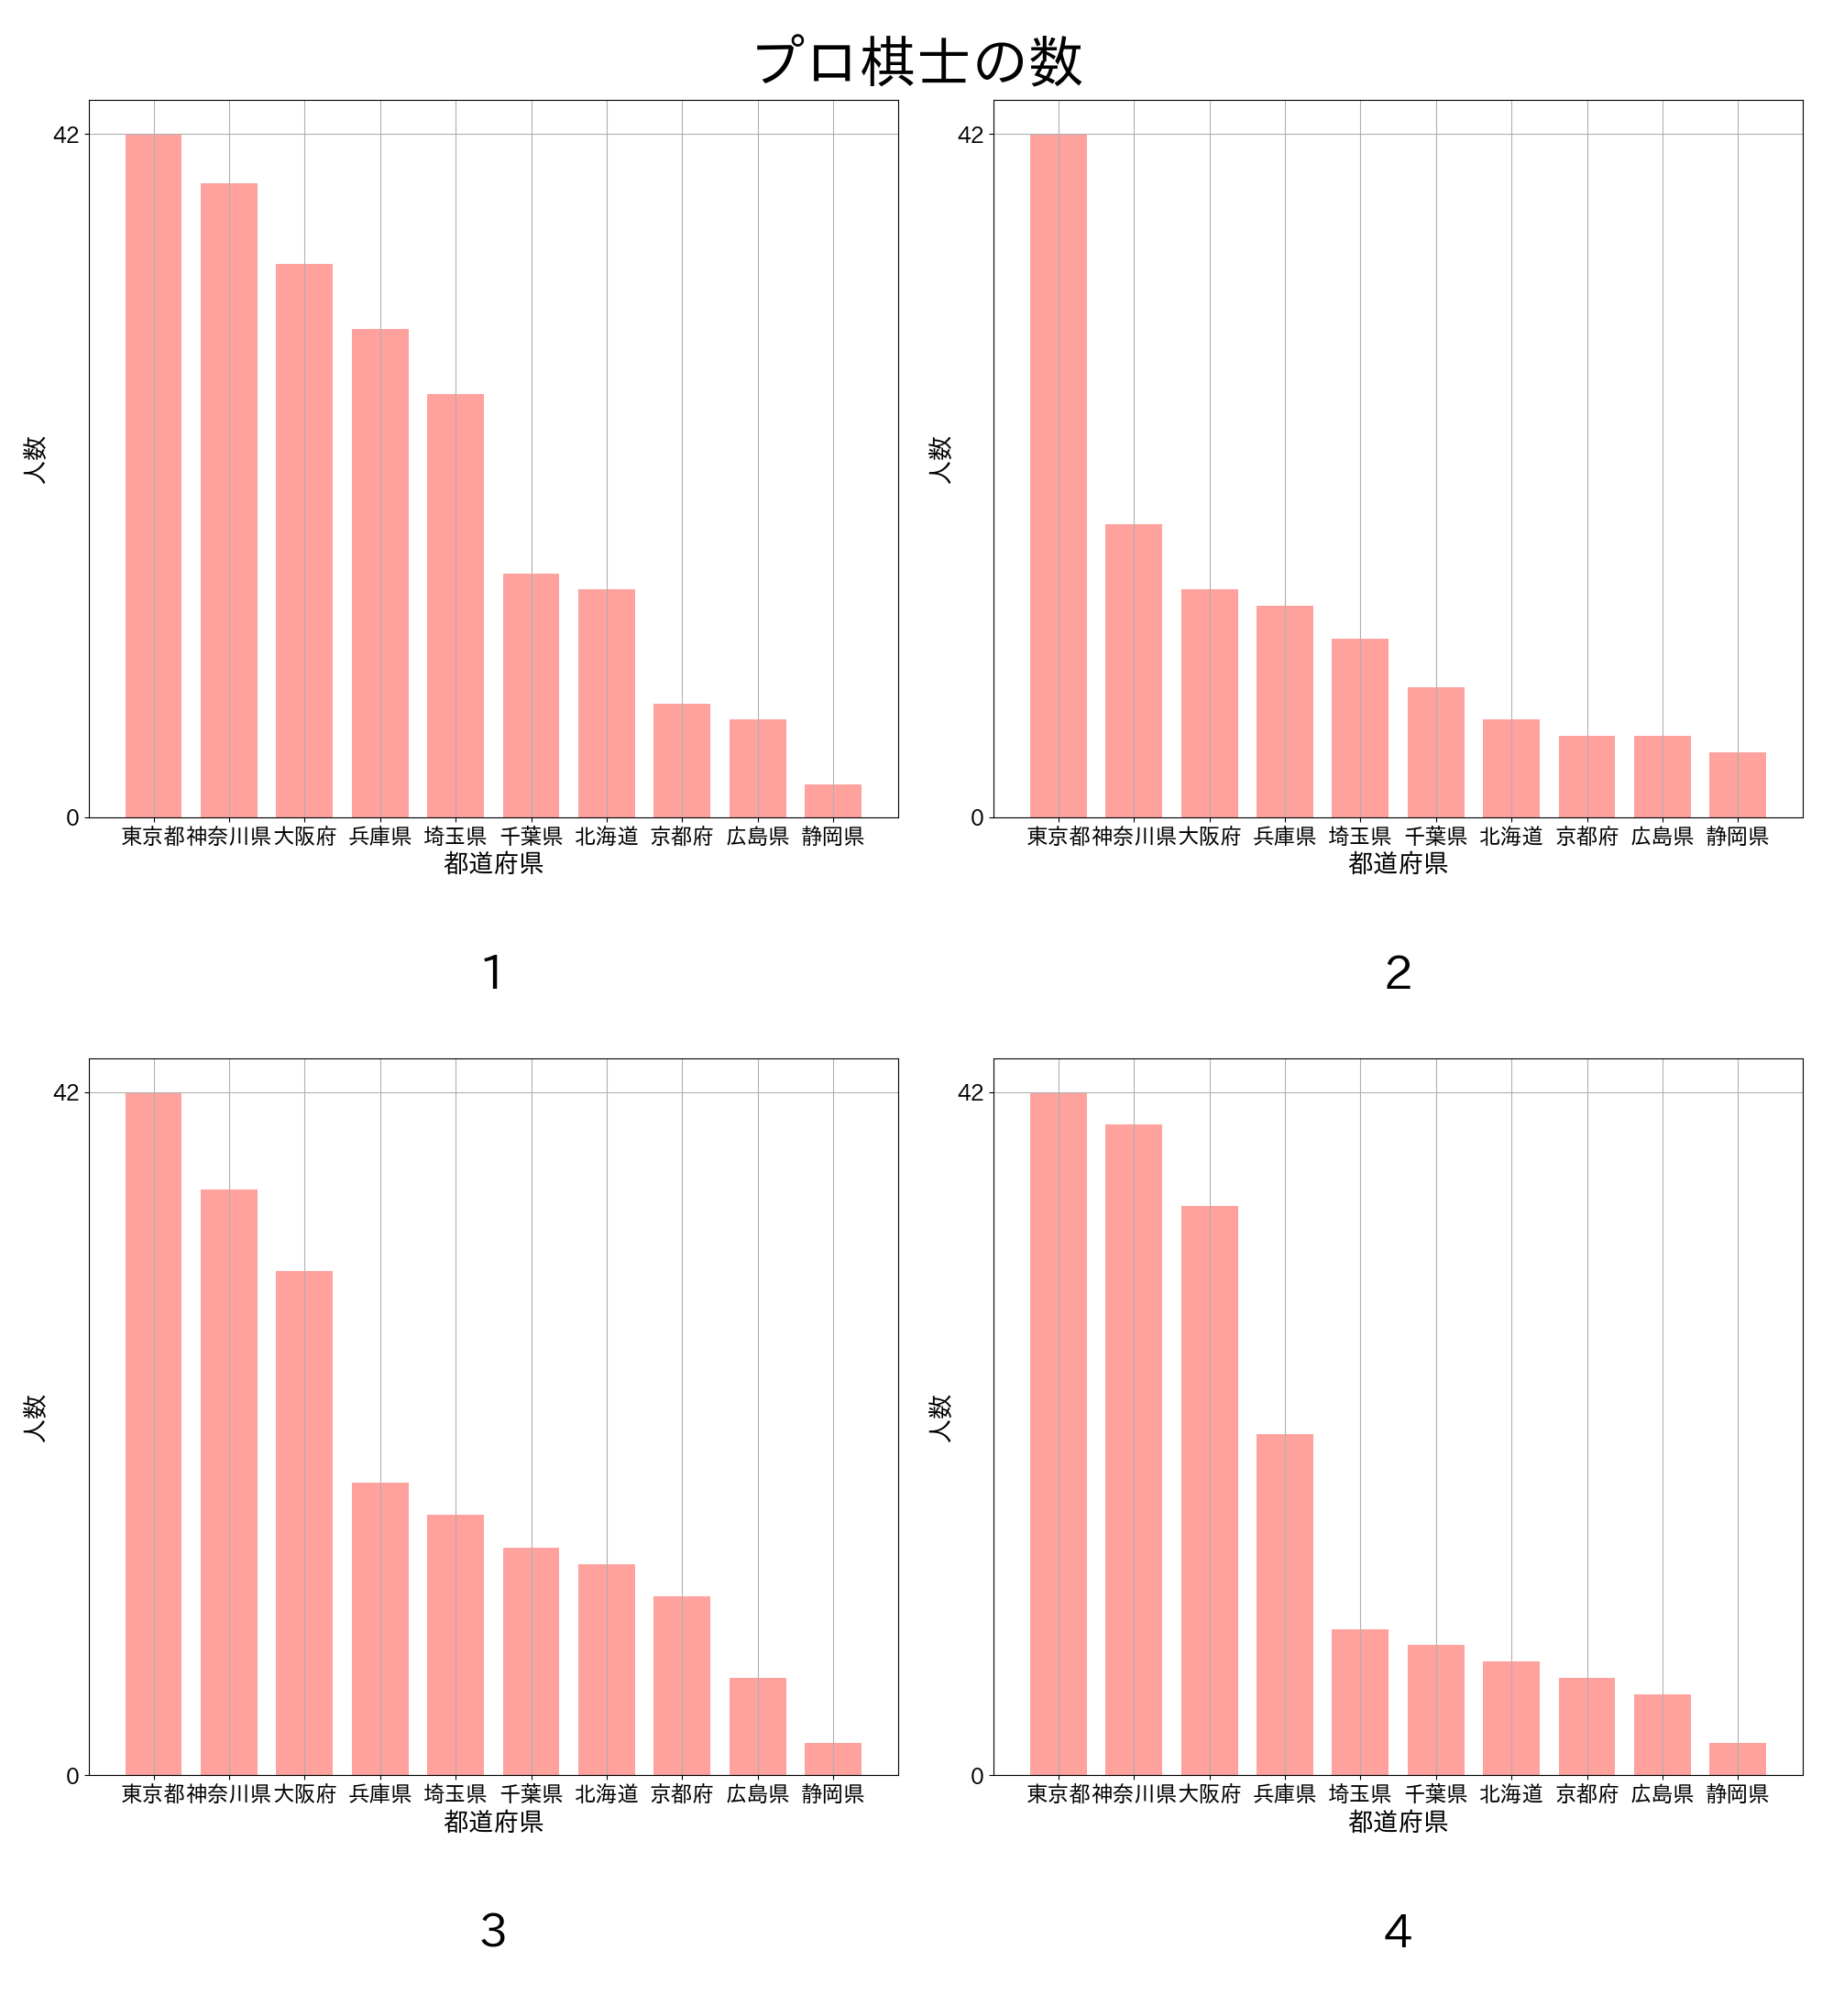 プロ棋士の数
42
0
人数
東京都 神奈川県 大阪府 兵庫県 埼玉県 千葉県 北海道 京都府 広島県 静岡県
都道府県
1
42
0
人数
東京都 神奈川県 大阪府 兵庫県 埼玉県 千葉県 北海道 京都府 広島県 静岡県
都道府県
2
42
0
人数
東京都 神奈川県 大阪府 兵庫県 埼玉県 千葉県 北海道 京都府 広島県 静岡県
都道府県
3
42
0
人数
東京都 神奈川県 大阪府 兵庫県 埼玉県 千葉県 北海道 京都府 広島県 静岡県
都道府県
4